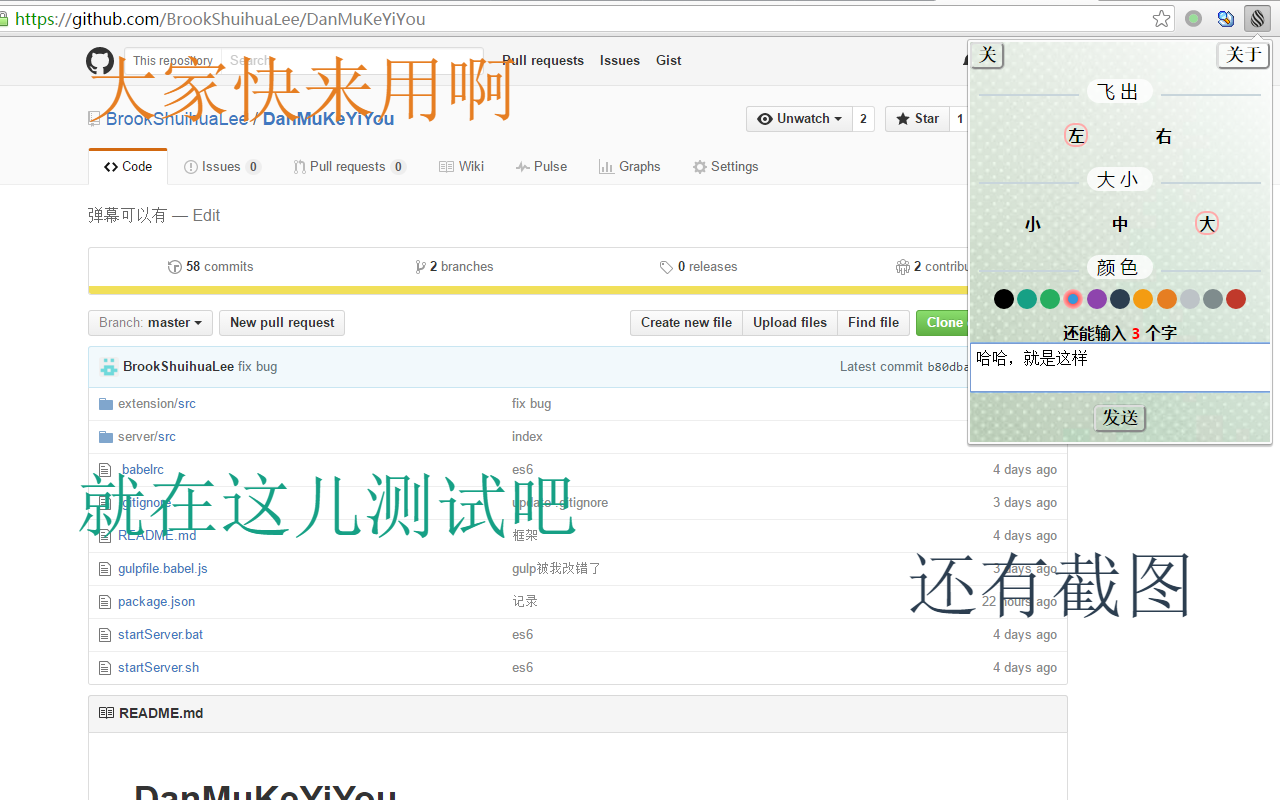 https://github.com/BrookShuihuaLee/DanMuKeYiYou
This repository Search Pull requests Issues Gist
大家快来用啊
BrookShuihuaLee / DanMuKeYiYou
Unwatch 2 Star 1
Code Issues 0 Pull requests 0 Wiki Pulse Graphs Settings
弹幕可以有 — Edit
58 commits 2 branches 0 releases 2 contribu
Branch: master New pull request Create new file Upload files Find file Clone
BrookShuihuaLee fix bug Latest commit b80dba
extension/src fix bug
server/src index
.babelrc es6 4 days ago
就在这儿测试吧
.gitignore update .gitignore 3 days ago
README.md 框架 4 days ago
gulpfile.babel.js gulp被我改错了 3 days ago
还有截图
package.json 记录 22 hours ago
startServer.bat es6 4 days ago
startServer.sh es6 4 days ago
README.md
DanMuKeYiYou
关 关于
飞出
左 右
大小
小 中 大
颜色
还能输入 3 个字
哈哈，就是这样
发送